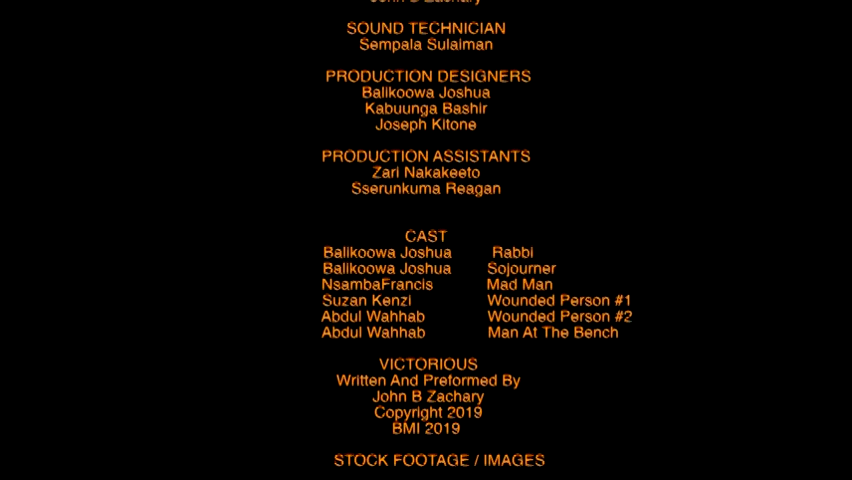 John B Zachary
SOUND TECHNICIAN
Sempala Sulaiman
PRODUCTION DESIGNERS
Balikoowa Joshua
Kabuunga Bashir
Joseph Kitone
PRODUCTION ASSISTANTS
Zari Nakakeeto
Sserunkuma Reagan
CAST
Balikoowa Joshua Rabbi
Balikoowa Joshua Sojourner
NsambaFrancis Mad Man
Suzan Kenzi Wounded Person #1
Abdul Wahhab Wounded Person #2
Abdul Wahhab Man At The Bench
VICTORIOUS
Written And Preformed By
John B Zachary
Copyright 2019
BMI 2019
STOCK FOOTAGE / IMAGES